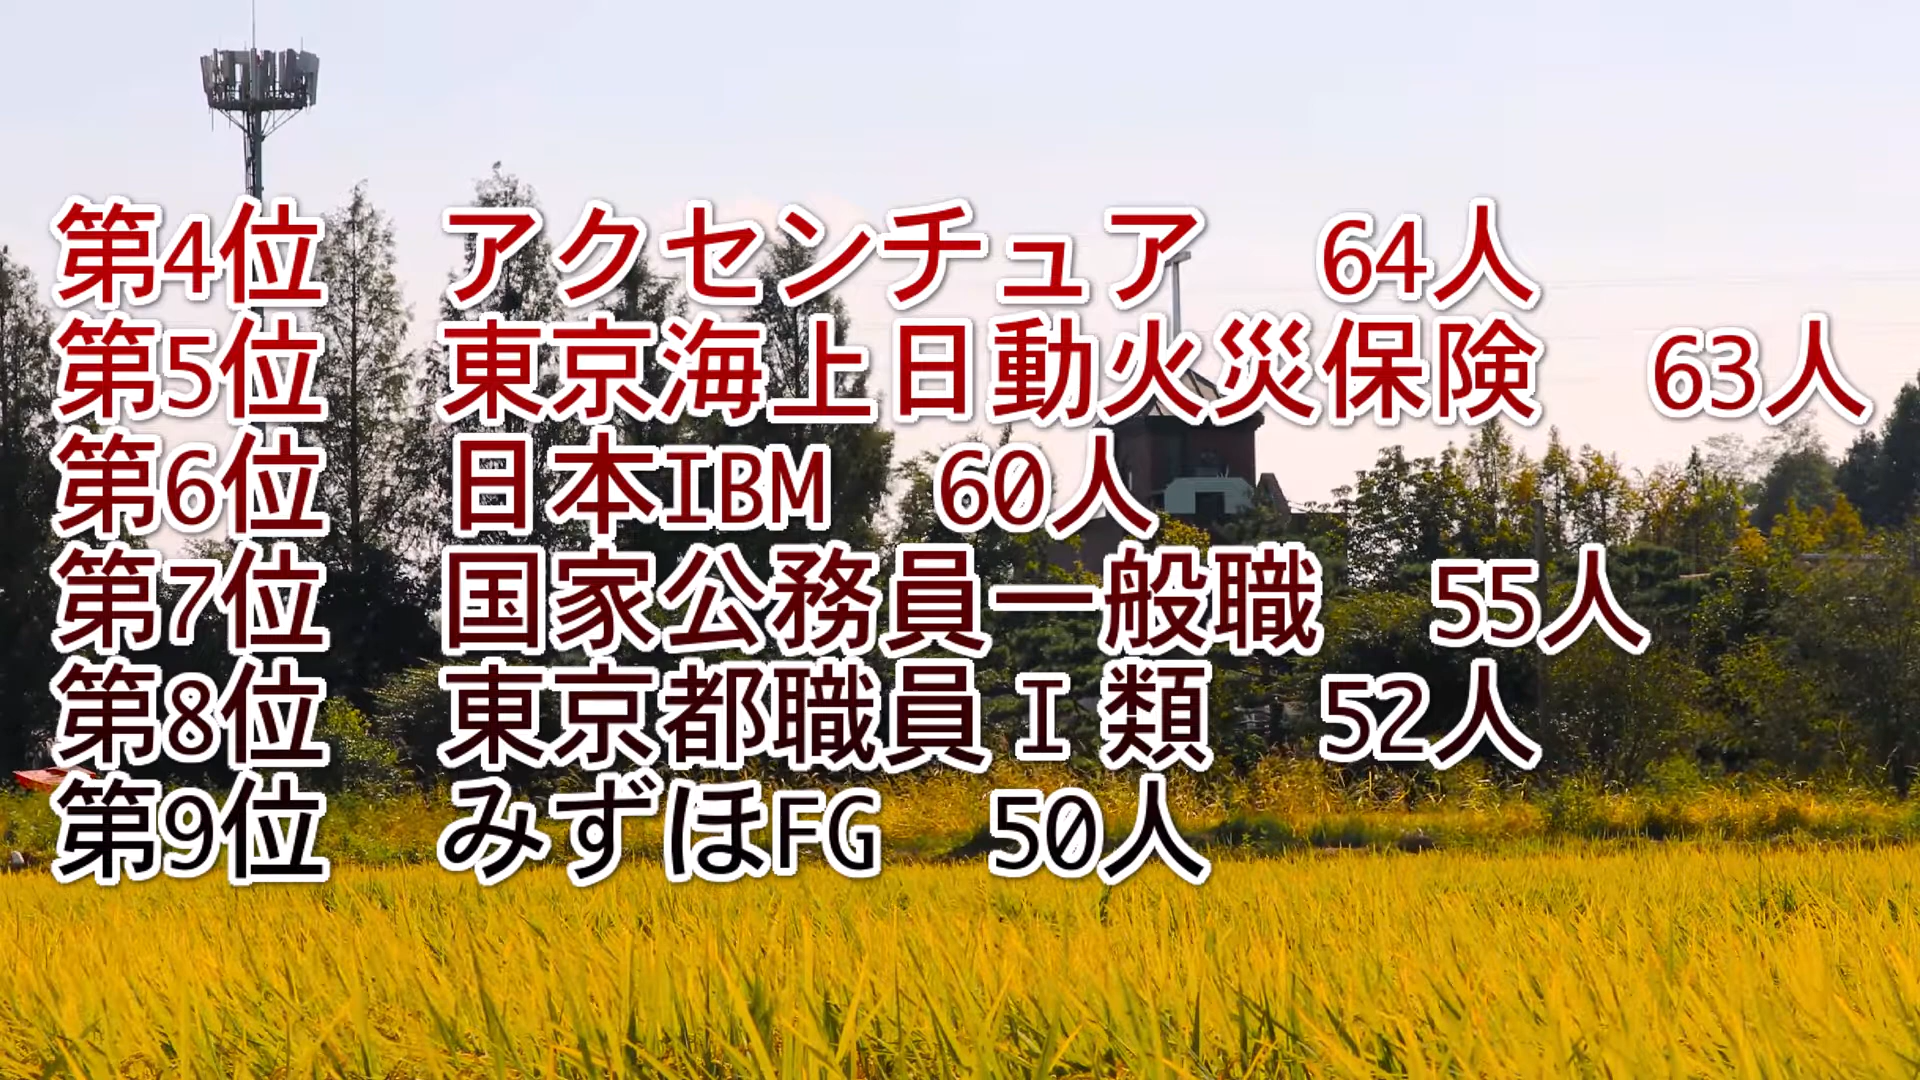 第4位　アクセンチュア　64人
第5位　東京海上日動火災保険　63人
第6位　日本IBM　60人
第7位　国家公務員一般職　55人
第8位　東京都職員Ⅰ類　52人
第9位　みずほFG　50人